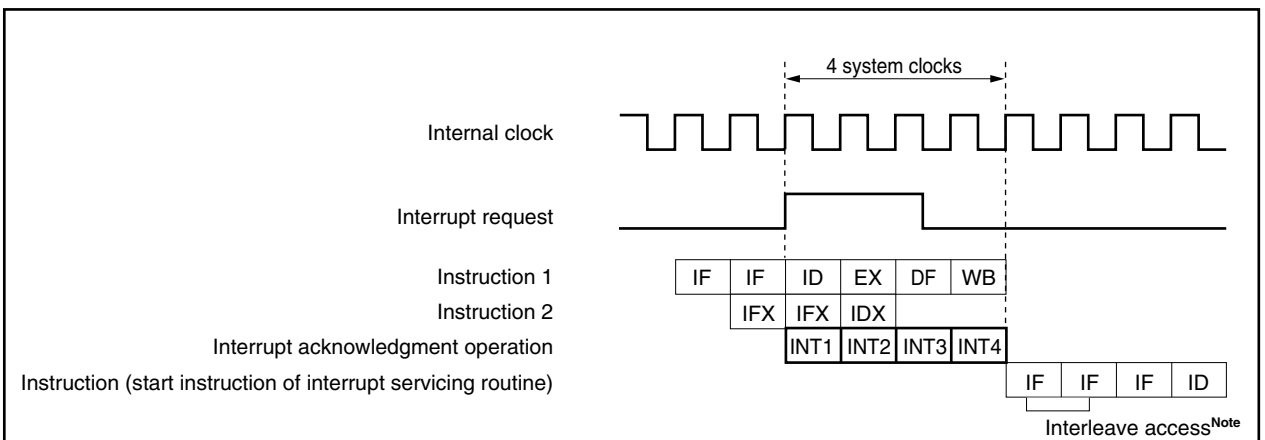 4 system clocks
Internal clock
Interrupt request
Instruction 1 IF IF ID EX DF WB
Instruction 2 IFX IFX IDX
Interrupt acknowledgment operation INT1 INT2 INT3 INT4
Instruction (start instruction of interrupt servicing routine) IF IF IF ID
Interleave accessNote